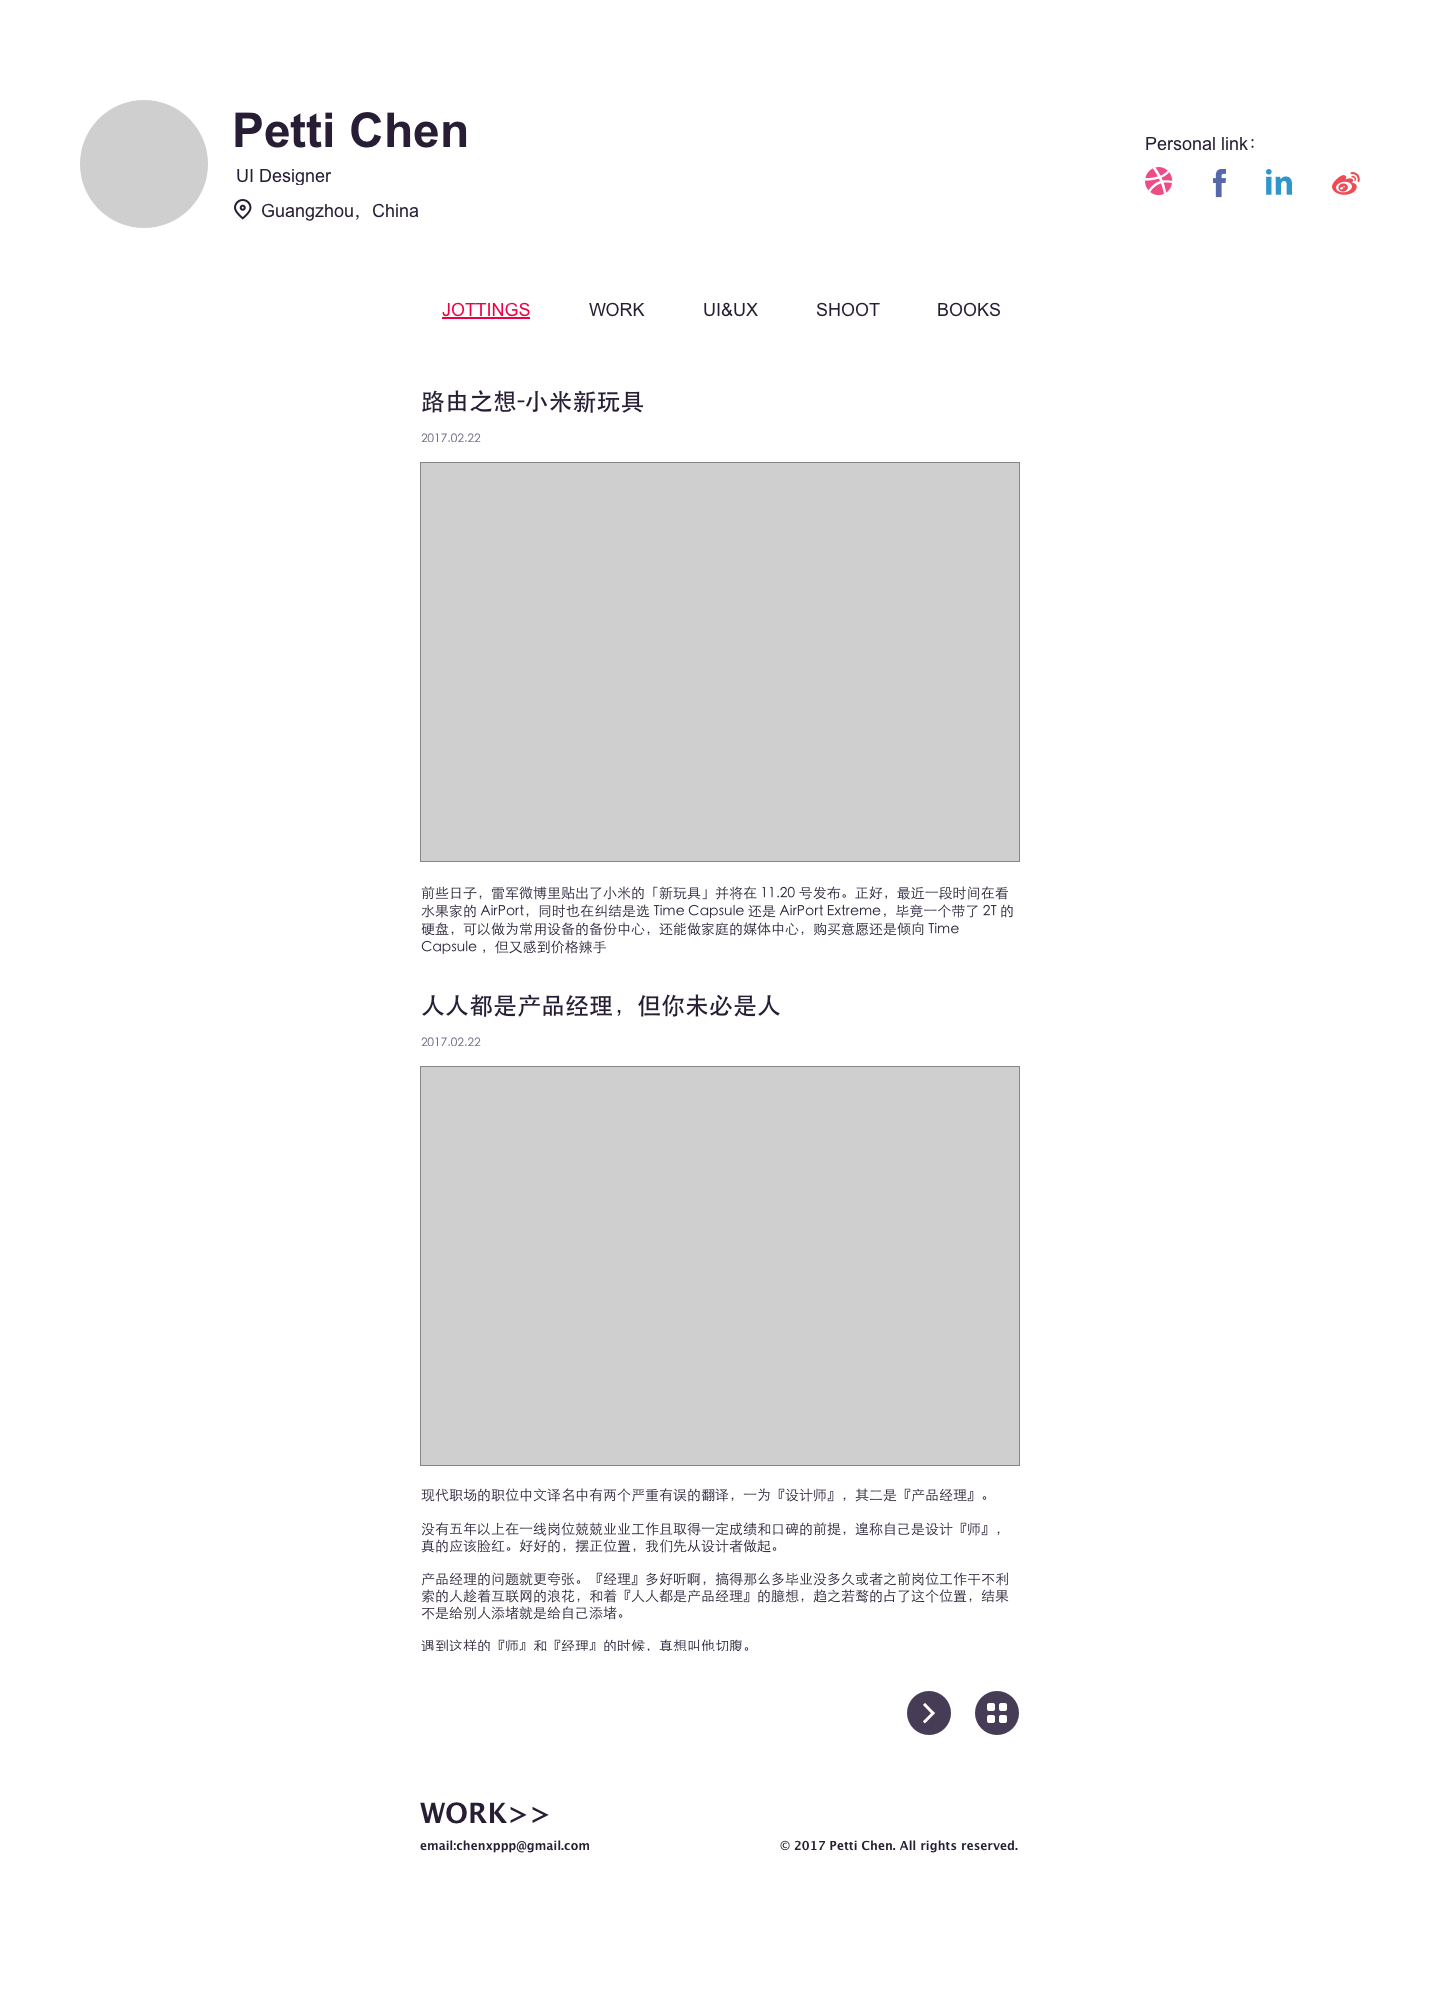 Petti Chen
UI Designer
Guangzhou，China
Personal link：
JOTTINGS WORK UI&UX SHOOT BOOKS
路由之想-小米新玩具
2017.02.22
前些日子，雷军微博里贴出了小米的「新玩具」并将在 11.20 号发布。正好，最近一段时间在看
水果家的 AirPort，同时也在纠结是选 Time Capsule 还是 AirPort Extreme，毕竟一个带了 2T 的
硬盘，可以做为常用设备的备份中心，还能做家庭的媒体中心，购买意愿还是倾向 Time
Capsule ，但又感到价格辣手
人人都是产品经理，但你未必是人
2017.02.22
现代职场的职位中文译名中有两个严重有误的翻译，一为『设计师』，其二是『产品经理』。
没有五年以上在一线岗位兢兢业业工作且取得一定成绩和口碑的前提，遑称自己是设计『师』，
真的应该脸红。好好的，摆正位置，我们先从设计者做起。
产品经理的问题就更夸张。『经理』多好听啊，搞得那么多毕业没多久或者之前岗位工作干不利
索的人趁着互联网的浪花，和着『人人都是产品经理』的臆想，趋之若骛的占了这个位置，结果
不是给别人添堵就是给自己添堵。
遇到这样的『师』和『经理』的时候，真想叫他切腹。
WORK>>
email:chenxppp@gmail.com
© 2017 Petti Chen. All rights reserved.